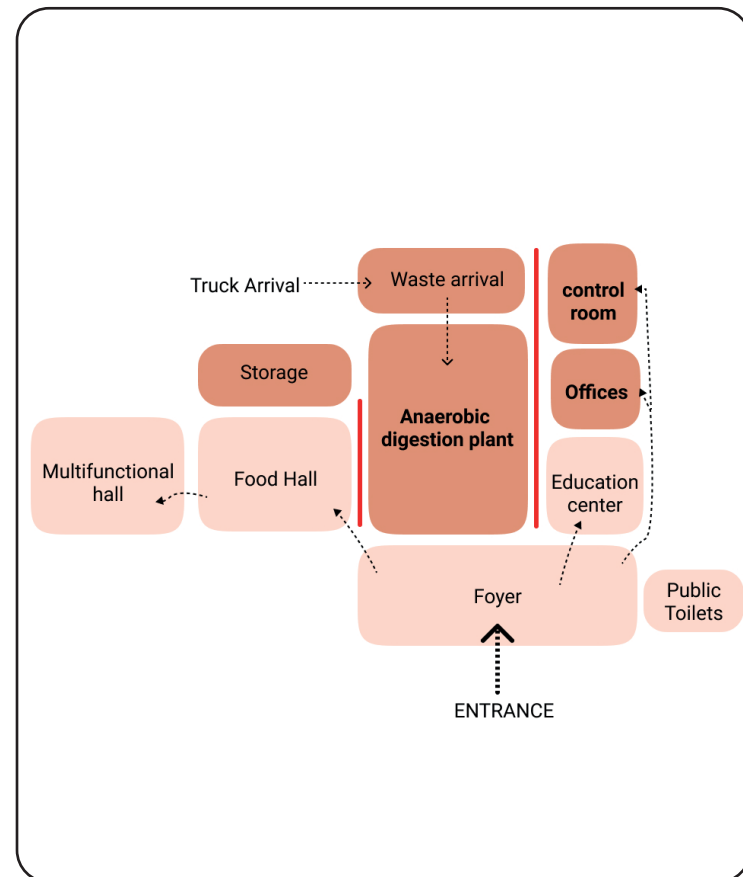 Truck Arrival
Waste arrival
control
room
Storage
Offices
Anaerobic
digestion plant
Multifunctional
hall
Food Hall
Education
center
Foyer
Public
Toilets
ENTRANCE